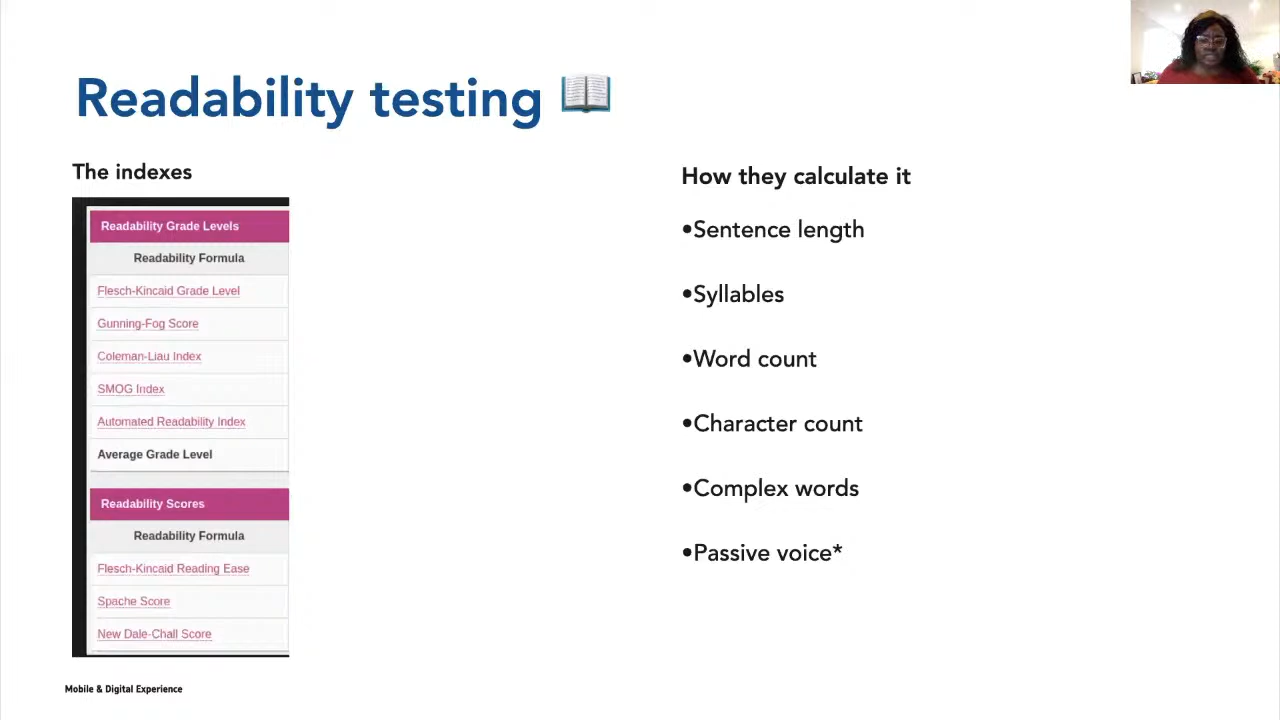 Readability testing
The indexes
Readability Grade Levels
Readability Formula
Flesch-Kincaid Grade Level
Gunning-Fog Score
Coleman-Liau Index
SMOG Index
Automated Readability Index
Average Grade Level
Readability Scores
Readability Formula
Flesch-Kincaid Reading Ease
Spache Score
New Dale-Chall Score
How they calculate it
•Sentence length
•Syllables
•Word count
•Character count
•Complex words
•Passive voice*
Mobile & Digital Experience